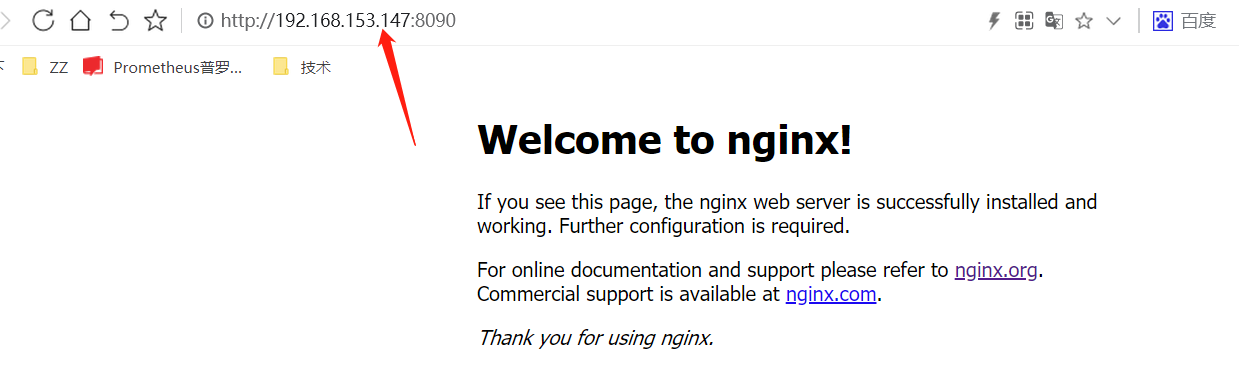 http://192.168.153.147:8090 百度
ZZ Prometheus普罗... 技术
Welcome to nginx!
If you see this page, the nginx web server is successfully installed and
working. Further configuration is required.
For online documentation and support please refer to nginx.org.
Commercial support is available at nginx.com.
Thank you for using nginx.